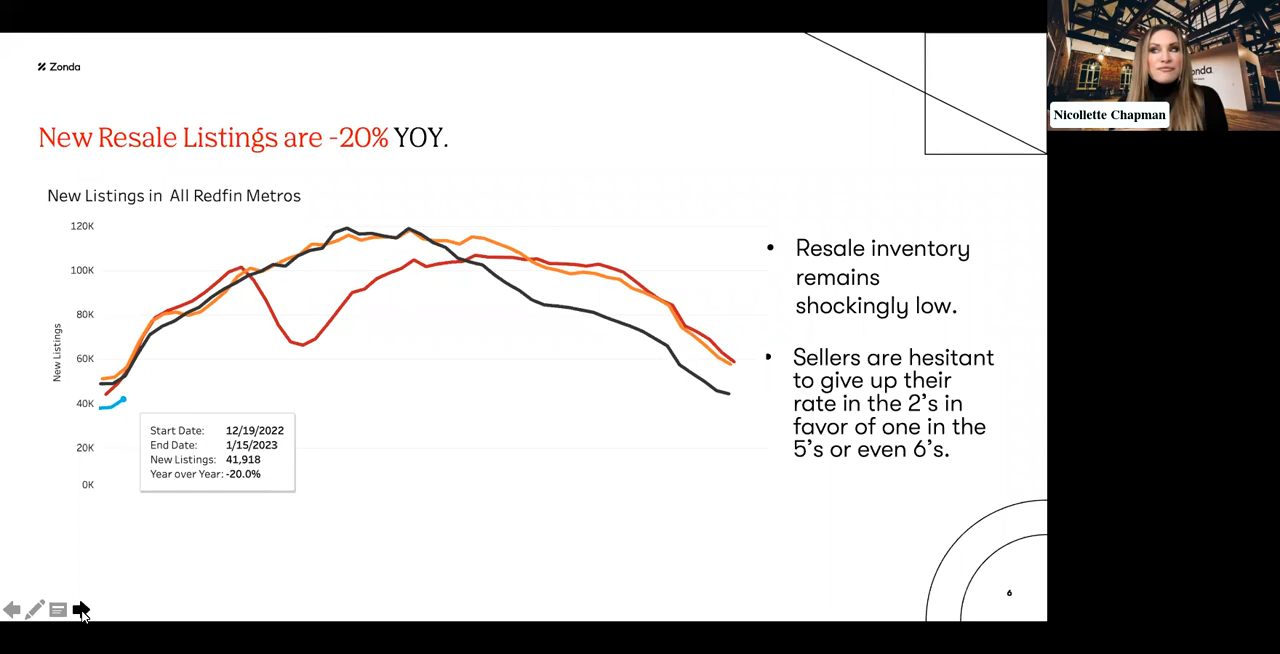 Zonda
New Resale Listings are -20% YOY.
New Listings in All Redfin Metros
120K
100K
80K
60K
40K
20K
0K
New Listings
Start Date: 12/19/2022
End Date: 1/15/2023
New Listings: 41,918
Year over Year: -20.0%
• Resale inventory
remains
shockingly low.
• Sellers are hesitant
to give up their
rate in the 2's in
favor of one in the
5's or even 6's.
6
onda
Nicollette Chapman